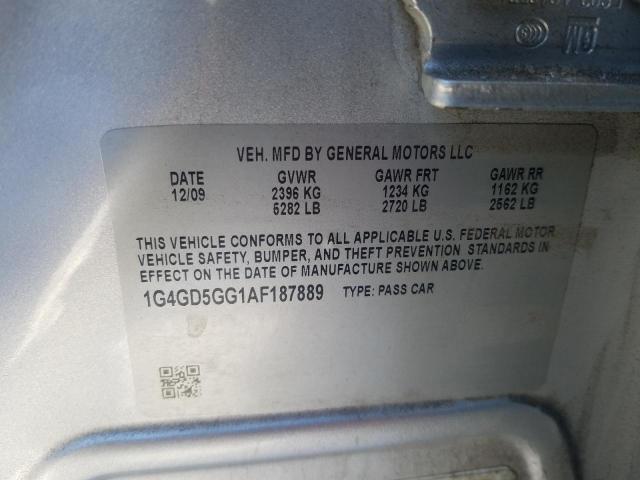 GM
VEH. MFD BY GENERAL MOTORS LLC
DATE GVWR GAWR FRT GAWR RR
12/09 2396 KG 1234 KG 1162 KG
5282 LB 2720 LB 2562 LB
THIS VEHICLE CONFORMS TO ALL APPLICABLE U.S. FEDERAL MOTOR
VEHICLE SAFETY, BUMPER, AND THEFT PREVENTION STANDARDS IN
EFFECT ON THE DATE OF MANUFACTURE SHOWN ABOVE.
1G4GD5GG1AF187889 TYPE: PASS CAR